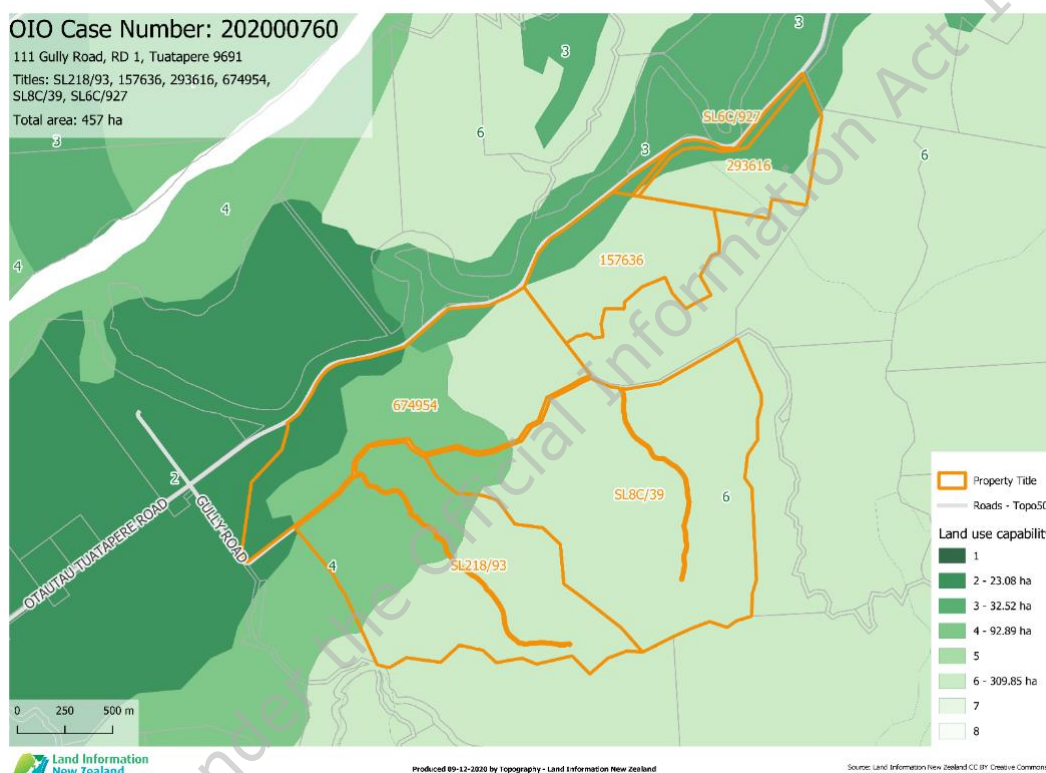 OIO Case Number: 202000760
111 Gully Road, RD 1, Tuatapere 9691
Titles: SL218/93, 157636, 293616, 674954,
SL8C/39, SL6C/927
Total area: 457 ha
3
3
SL6C/927
6
3
3
293616
6
4
4
157636
674954
2
SL8C/39
6
GULLY ROAD
OTAUTAU TUATAPERE ROAD
4
SL218/93
Property Title
Roads - Topo50
Land use capability
1
2 - 23.08 ha
3 - 32.52 ha
4 - 92.89 ha
5
6 - 309.85 ha
7
8
0 250 500 m
under the Official Information Act
Land Information
New Zealand
Produced 09-12-2020 by Topography - Land Information New Zealand
Source: Land Information New Zealand CC BY Creative Commons